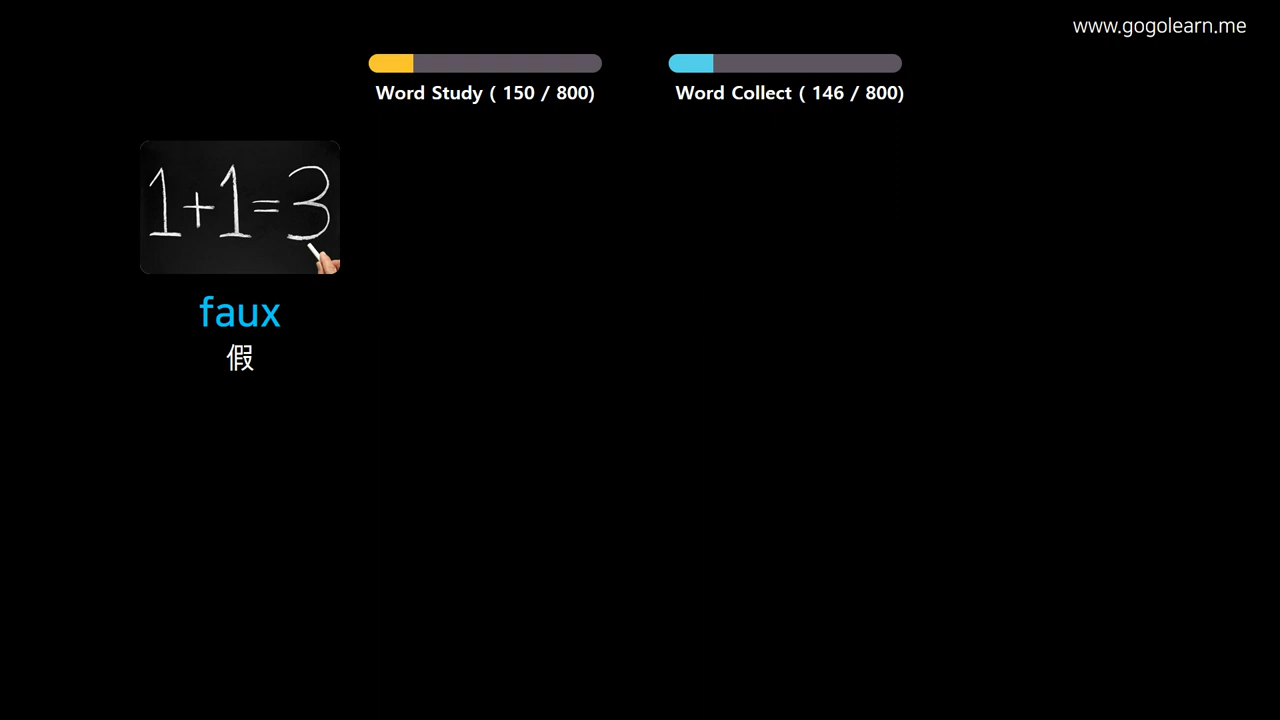 www.gogolearn.me
Word Study ( 150 / 800)
Word Collect ( 146 / 800)
1+1=3
faux
假